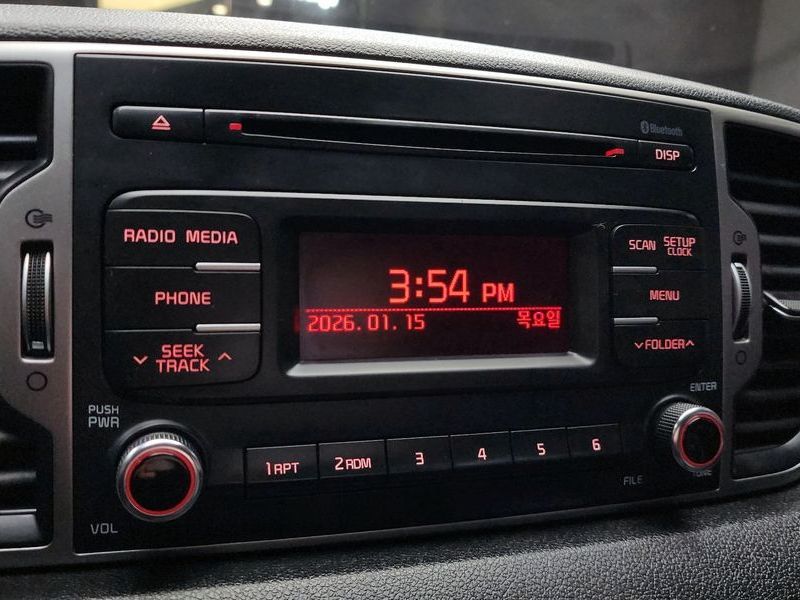 Bluetooth
DISP
RADIO MEDIA
PHONE
SEEK
TRACK
3:54 PM
2026.01.15 목요일
SCAN
SETUP
CLOCK
MENU
FOLDER
PUSH
PWR
VOL
1 RPT
2 RDM
3
4
5
6
ENTER
FILE
TUNE